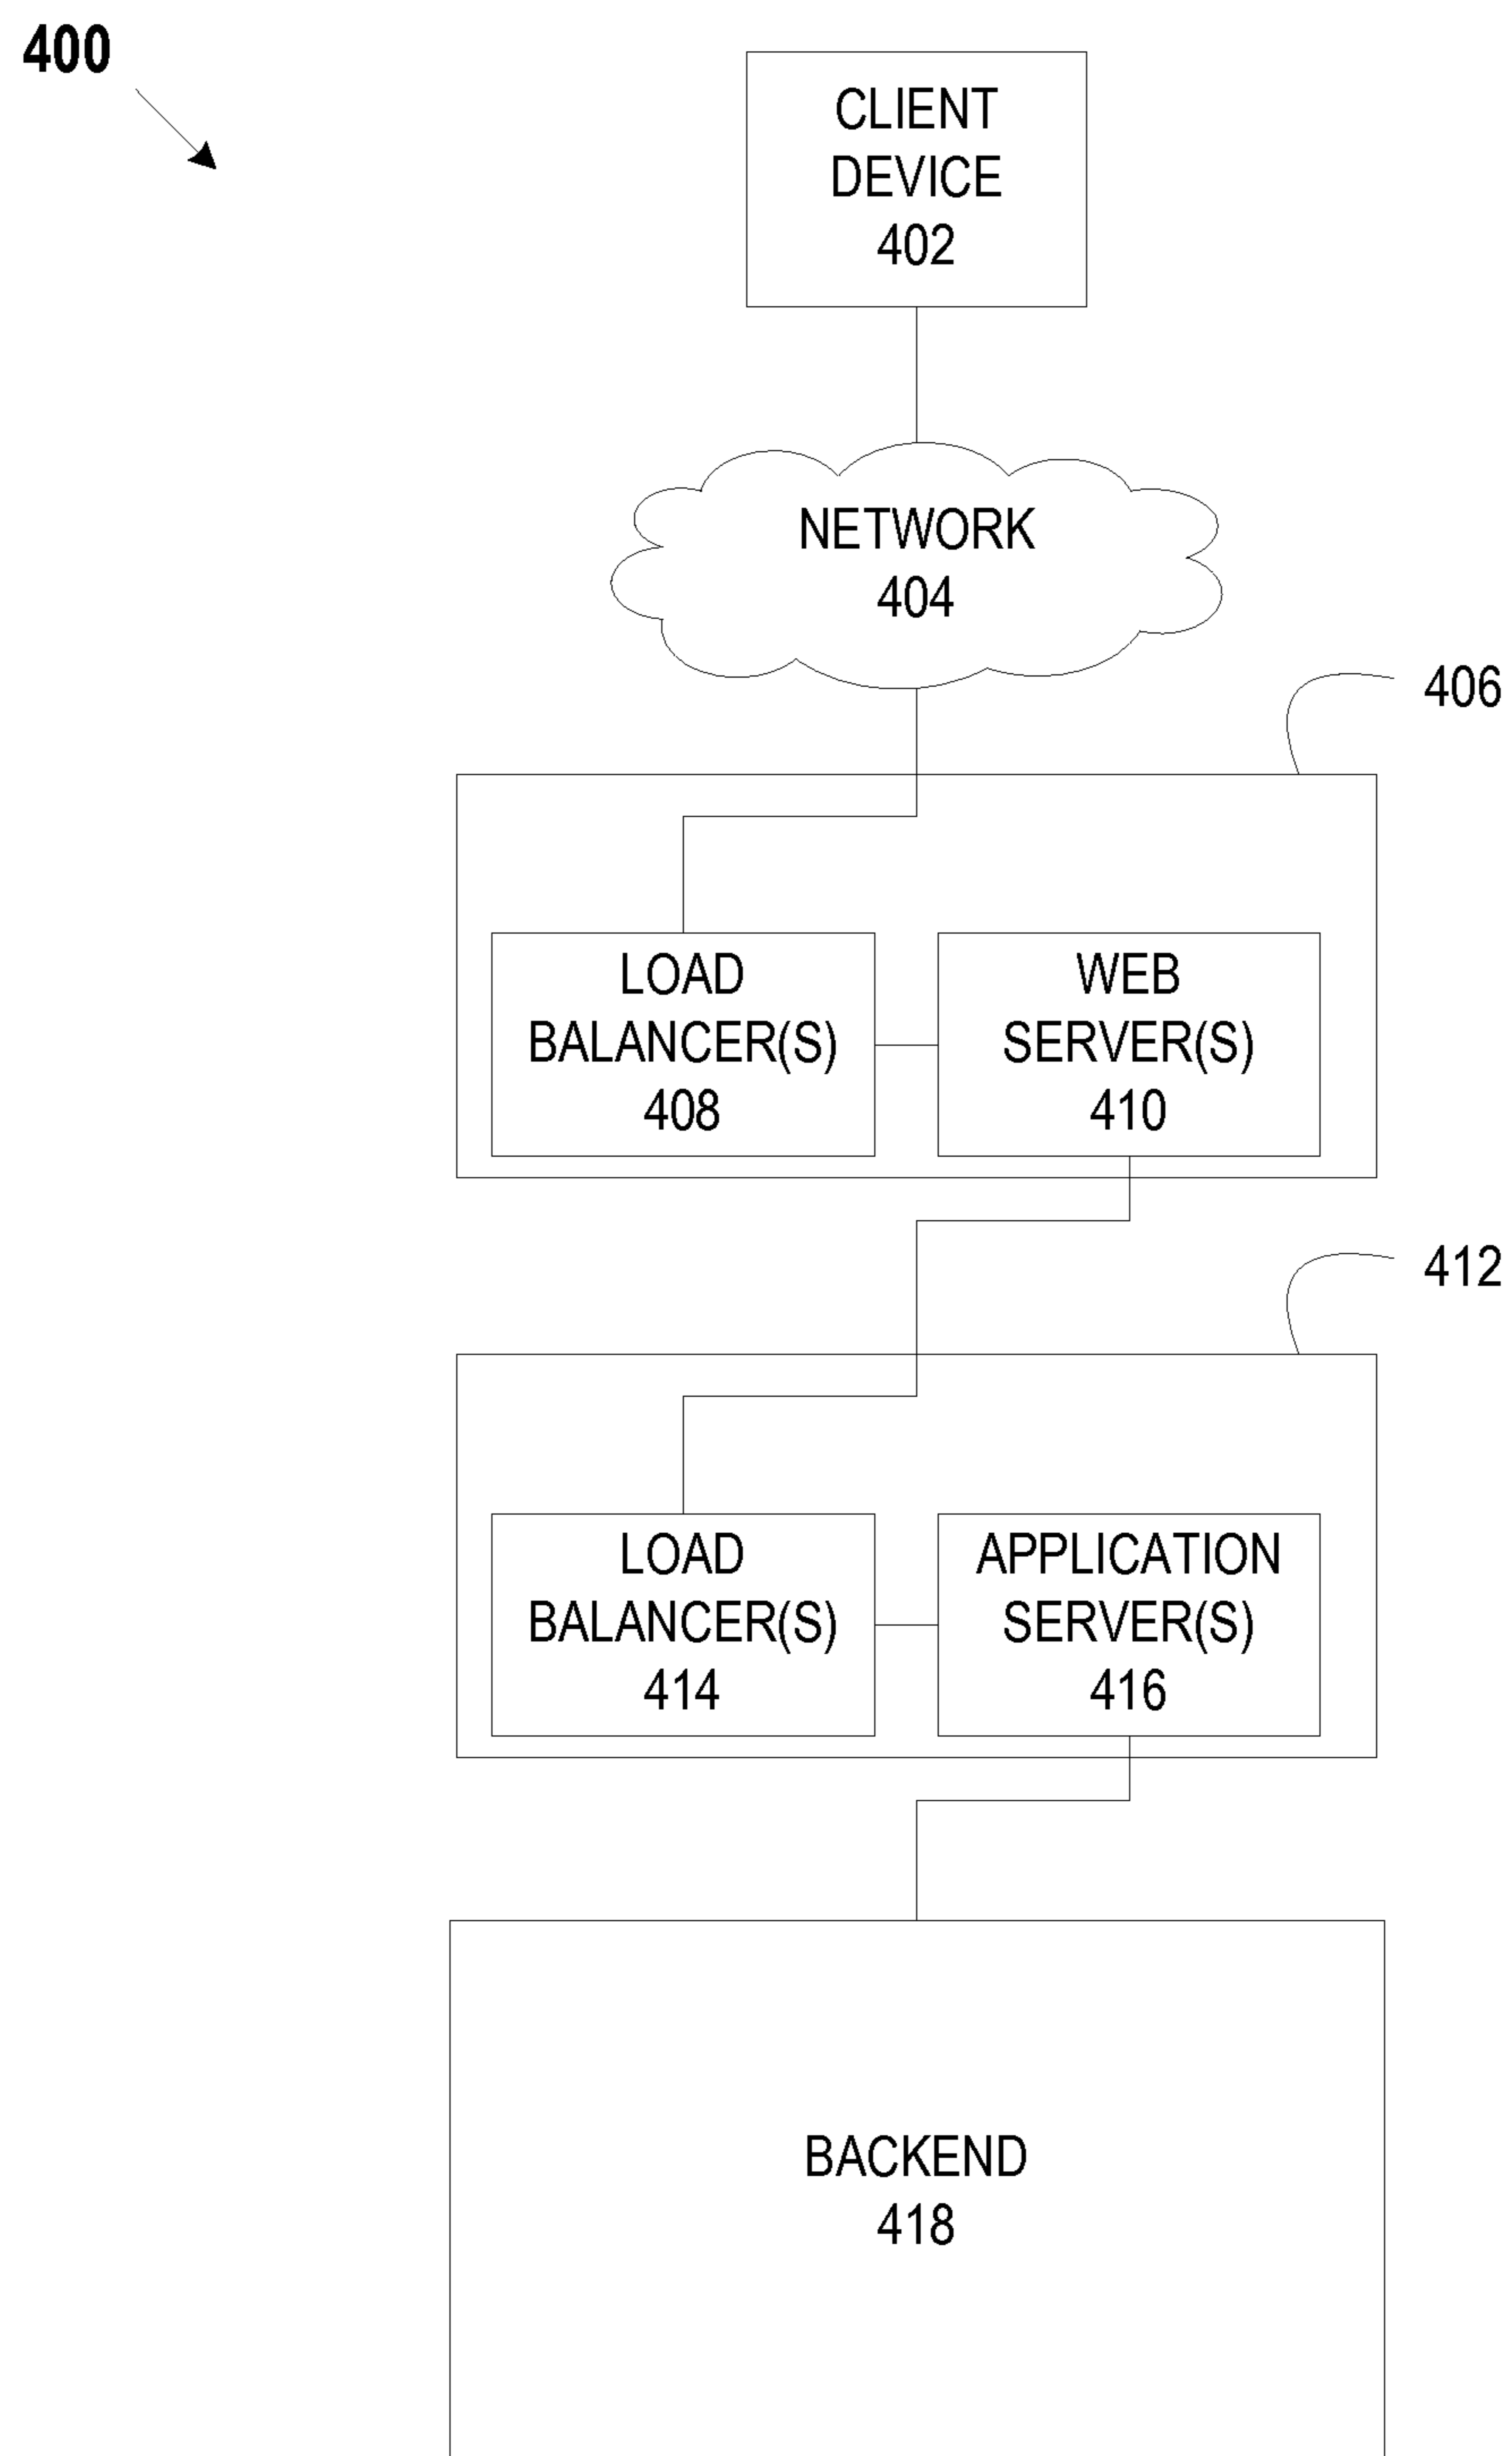 400
CLIENT
DEVICE
402
NETWORK
404
406
LOAD
BALANCER(S)
408
WEB
SERVER(S)
410
412
LOAD
BALANCER(S)
414
APPLICATION
SERVER(S)
416
BACKEND
418